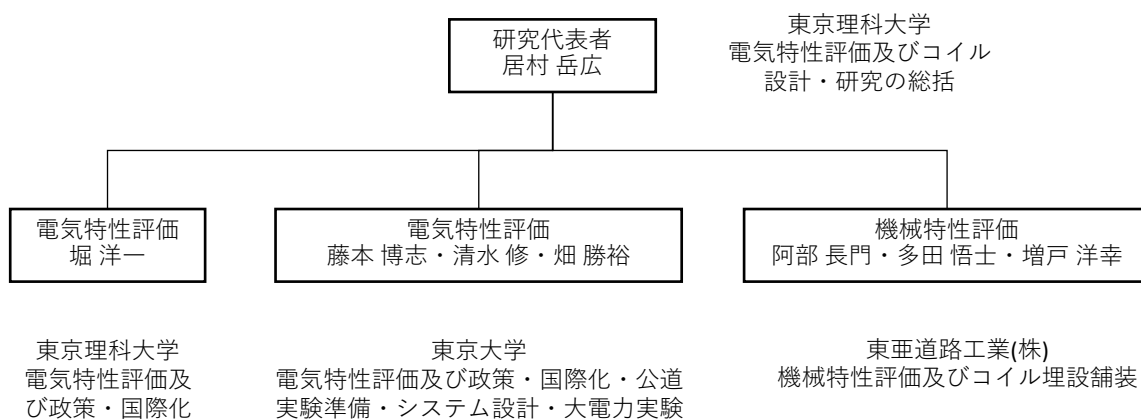 研究代表者
居村 岳広
東京理科大学
電気特性評価及びコイル
設計・研究の総括
電気特性評価
堀 洋一
電気特性評価
藤本 博志・清水 修・畑 勝裕
機械特性評価
阿部 長門・多田 悟士・増戸 洋幸
東京理科大学
電気特性評価及
び政策・国際化
東京大学
電気特性評価及び政策・国際化・公道
実験準備・システム設計・大電力実験
東亜道路工業(株)
機械特性評価及びコイル埋設舗装